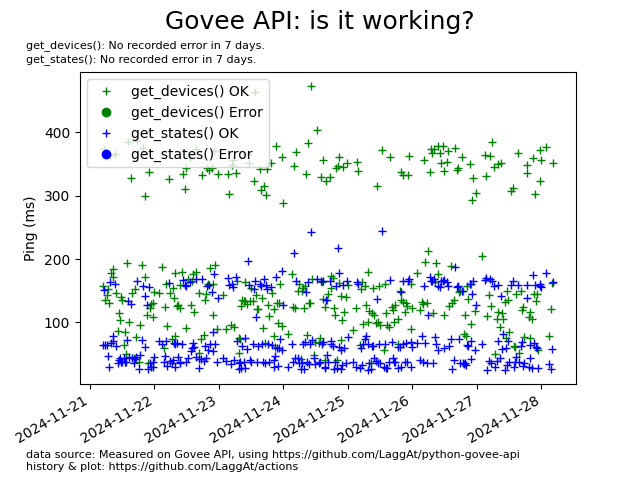 Govee API: is it working?
get_devices(): No recorded error in 7 days.
get_states(): No recorded error in 7 days.
get_devices() OK
get_devices() Error
get_states() OK
get_states() Error
400
300
200
100
Ping (ms)
2024-11-21
2024-11-22
2024-11-23
2024-11-24
2024-11-25
2024-11-26
2024-11-27
2024-11-28
data source: Measured on Govee API, using https://github.com/LaggAt/python-govee-api
history & plot: https://github.com/LaggAt/actions